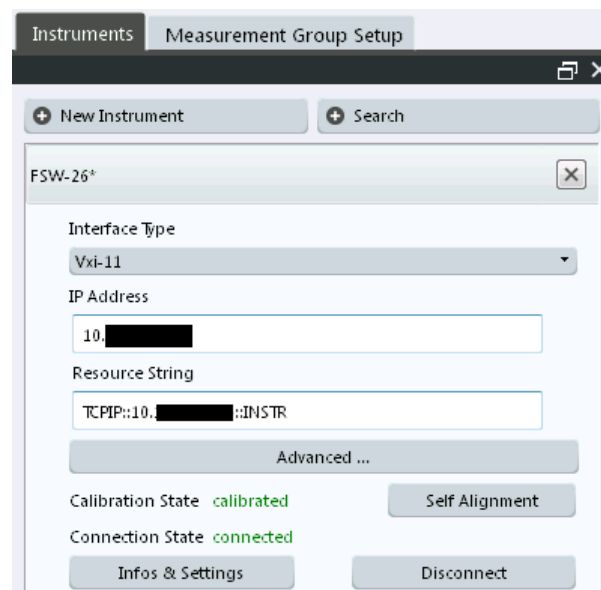 Instruments Measurement Group Setup
New Instrument Search
FSW-26*
Interface Type
Vxi-11
IP Address
10.
Resource String
TCPIP::10. ::INSTR
Advanced ...
Calibration State calibrated Self Alignment
Connection State connected
Infos & Settings Disconnect